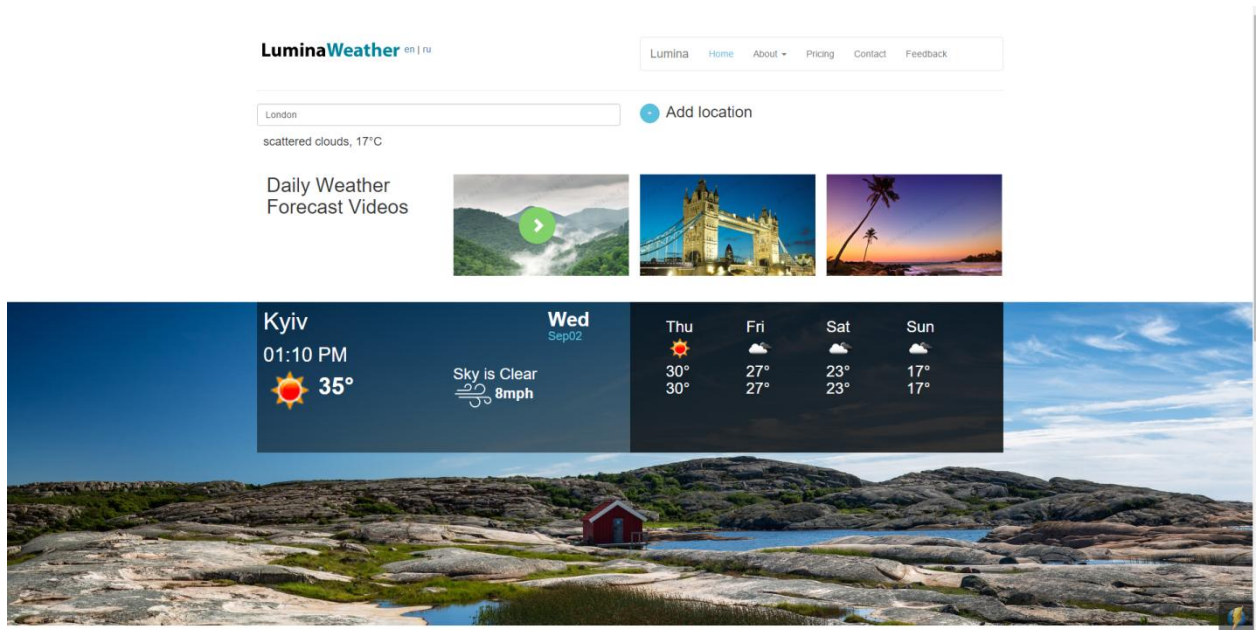 LuminaWeather en | ru
Lumina Home About Pricing Contact Feedback
London
Add location
scattered clouds, 17°C
Daily Weather
Forecast Videos
Kyiv
Wed
Sep02
01:10 PM
35°
Sky is Clear
8mph
Thu Fri Sat Sun
30° 27° 23° 17°
30° 27° 23° 17°